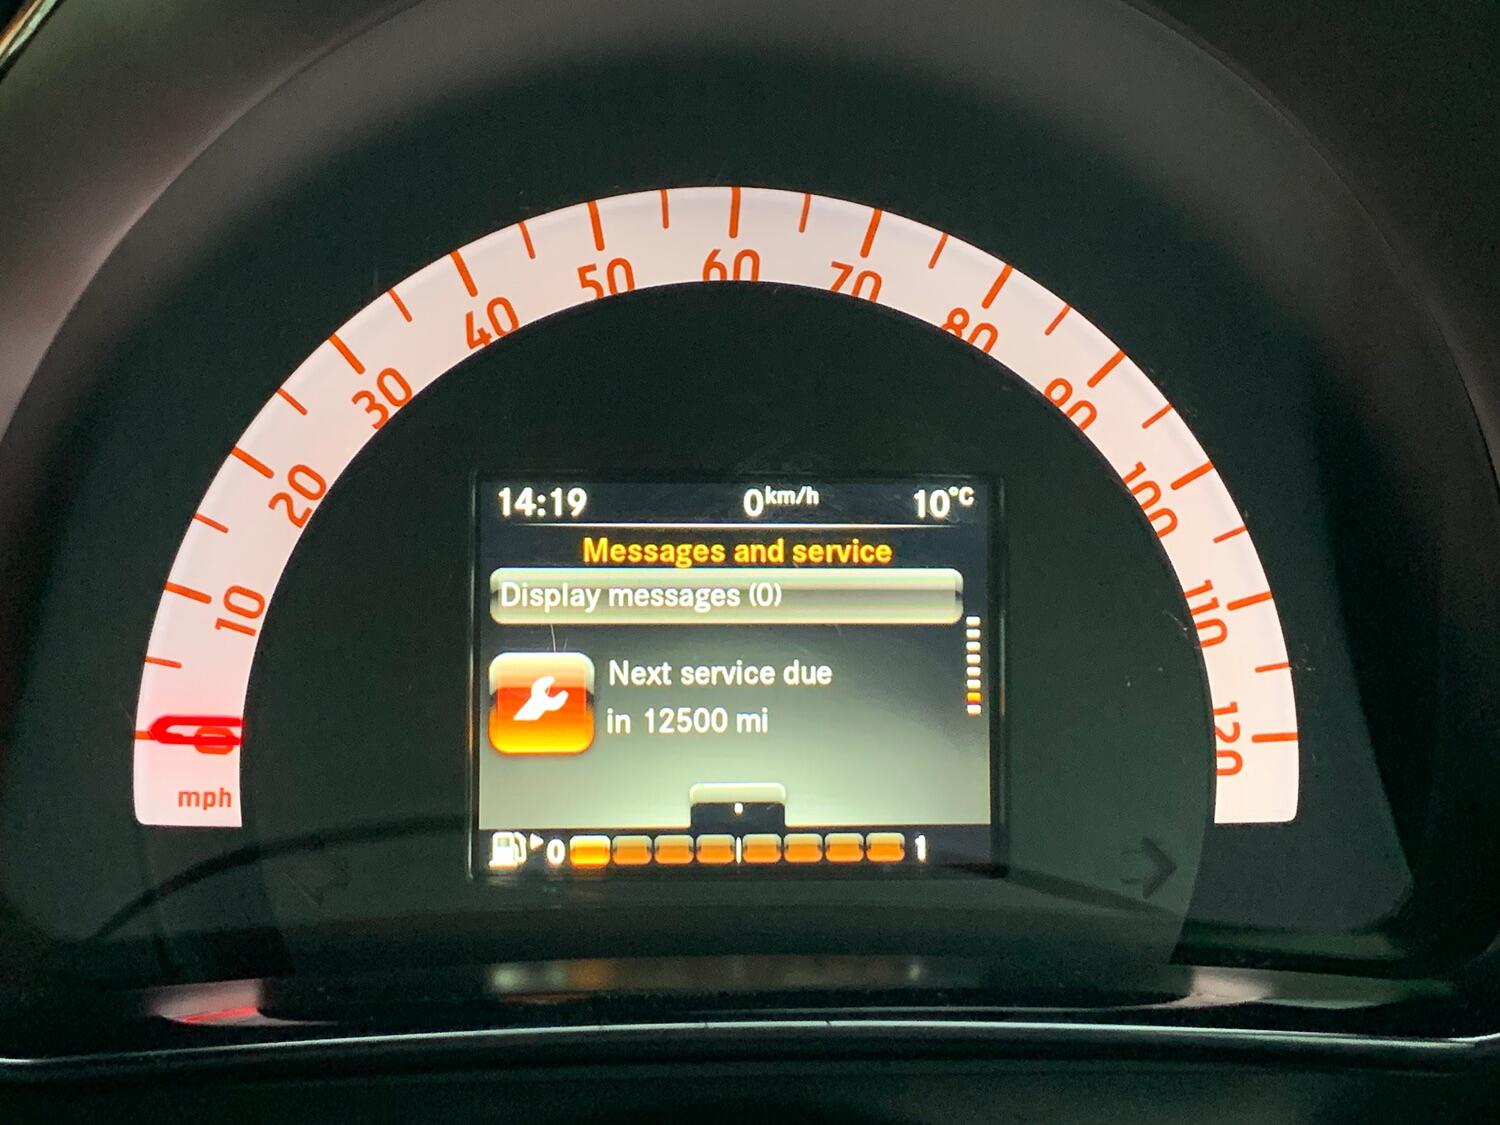 0
10
20
30
40
50
60
70
80
90
100
110
120
mph
14:19 0km/h 10°C
Messages and service
Display messages (0)
Next service due
in 12500 mi
0 1